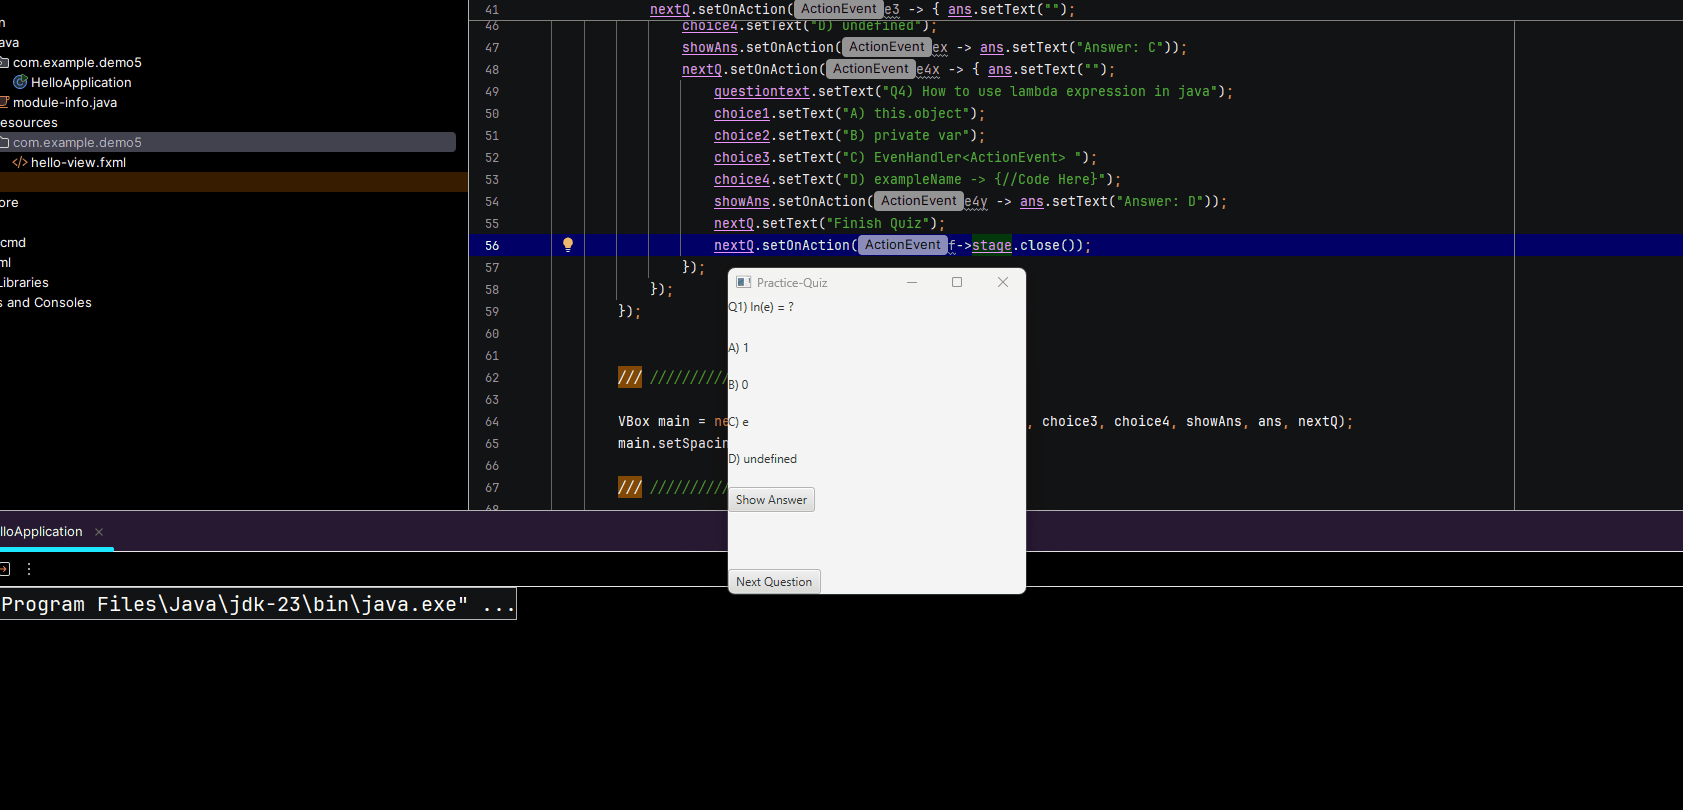 n
ava
com.example.demo5
HelloApplication
module-info.java
esources
com.example.demo5
</> hello-view.fxml
ore
cmd
ml
Libraries
s and Consoles
41 nextQ.setOnAction( ActionEvent e3 -> { ans.setText("");
46 choice4.setText("D) undefined");
47 showAns.setOnAction( ActionEvent ex -> ans.setText("Answer: C"));
48 nextQ.setOnAction( ActionEvent e4x -> { ans.setText("");
49 questiontext.setText("Q4) How to use lambda expression in java");
50 choice1.setText("A) this.object");
51 choice2.setText("B) private var");
52 choice3.setText("C) EvenHandler<ActionEvent> ");
53 choice4.setText("D) exampleName -> {//Code Here}");
54 showAns.setOnAction( ActionEvent e4y -> ans.setText("Answer: D"));
55 nextQ.setText("Finish Quiz");
56 nextQ.setOnAction( ActionEvent f->stage.close());
57 });
58 });
59 });
60
61
62 /// //////////
63
64 VBox main = ne , choice3, choice4, showAns, ans, nextQ);
65 main.setSpacin
66
67 /// //////////
68
Practice-Quiz
Q1) ln(e) = ?
A) 1
B) 0
C) e
D) undefined
Show Answer
Next Question
lloApplication
Program Files\Java\jdk-23\bin\java.exe" ...